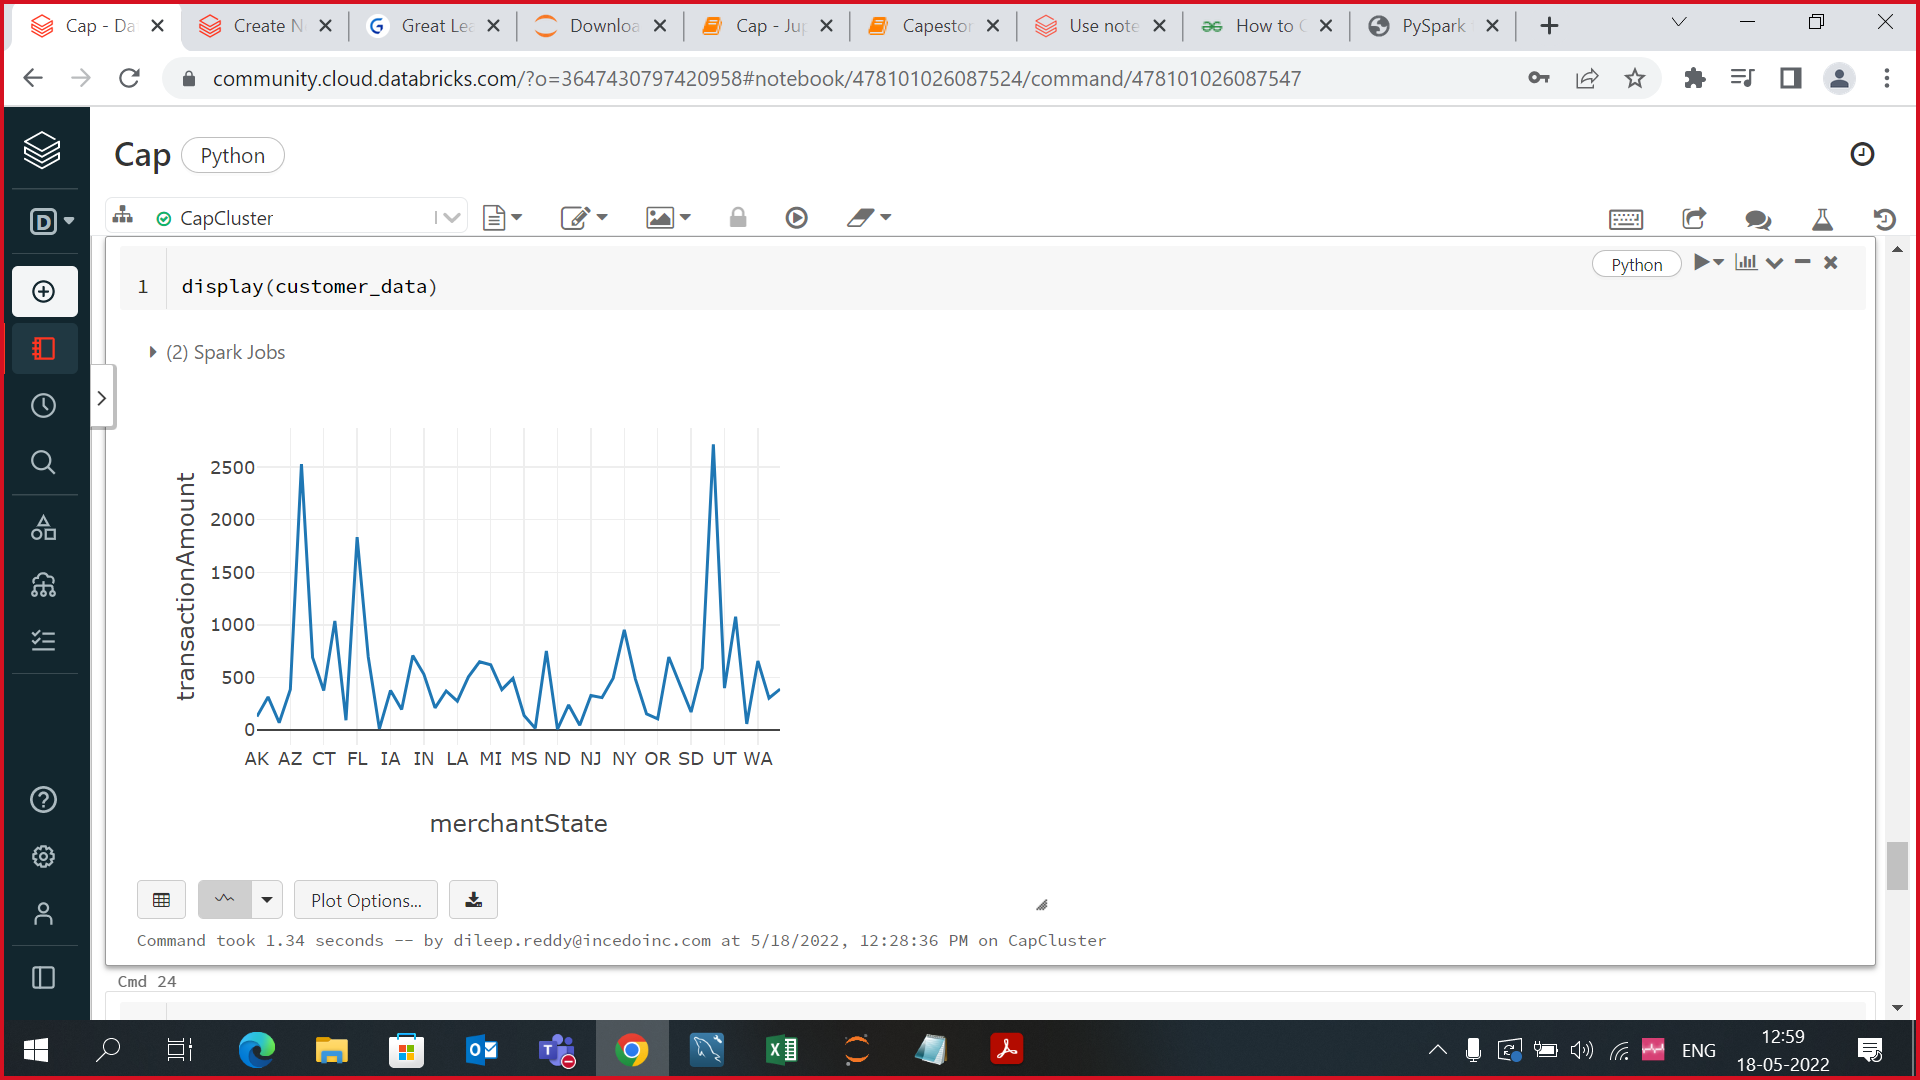 Cap - Da
Create N
Great Lea
Downloa
Cap - Jup
Capestor
Use note
How to C
PySpark
community.cloud.databricks.com/?o=3647430797420958#notebook/478101026087524/command/478101026087547
Cap Python
D CapCluster
Python
1 display(customer_data)
(2) Spark Jobs
transactionAmount
2500
2000
1500
1000
500
0
AK AZ CT FL IA IN LA MI MS ND NJ NY OR SD UT WA
merchantState
Plot Options...
Command took 1.34 seconds -- by dileep.reddy@incedoinc.com at 5/18/2022, 12:28:36 PM on CapCluster
Cmd 24
ENG
12:59
18-05-2022